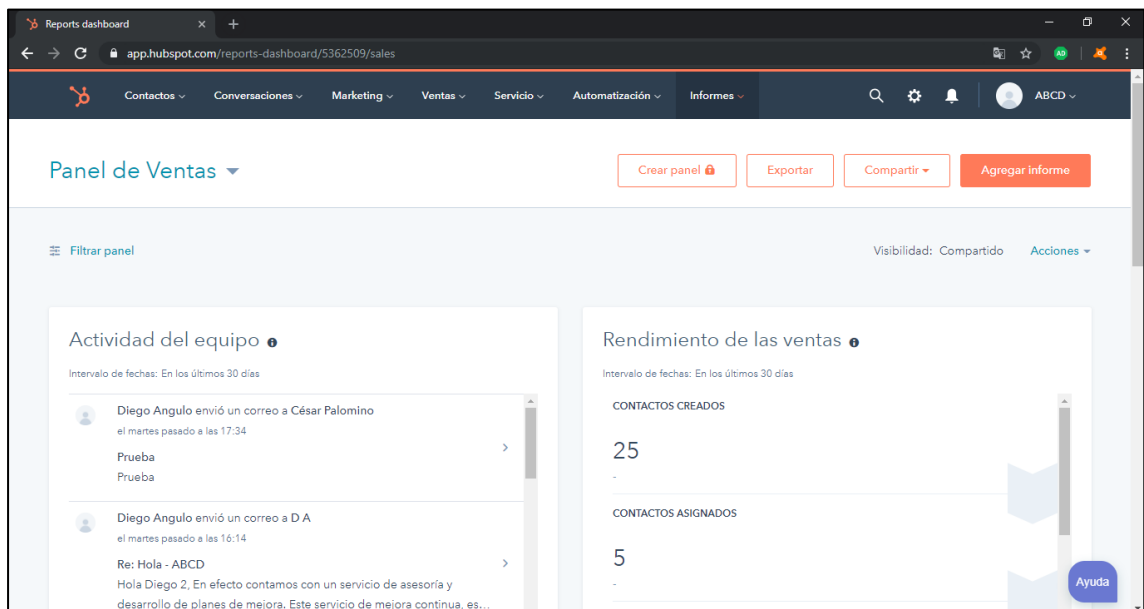 Reports dashboard
app.hubspot.com/reports-dashboard/5362509/sales
AD
Contactos Conversaciones Marketing Ventas Servicio Automatización Informes ABCD
Panel de Ventas
Crear panel Exportar Compartir Agregar informe
Filtrar panel
Visibilidad: Compartido Acciones
Actividad del equipo
Intervalo de fechas: En los últimos 30 días
Diego Angulo envió un correo a César Palomino
el martes pasado a las 17:34
Prueba
Prueba
Diego Angulo envió un correo a D A
el martes pasado a las 16:14
Re: Hola - ABCD
Hola Diego 2, En efecto contamos con un servicio de asesoría y
desarrollo de planes de mejora. Este servicio de mejora continua, es...
Rendimiento de las ventas
Intervalo de fechas: En los últimos 30 días
CONTACTOS CREADOS
25
-
CONTACTOS ASIGNADOS
5
-
Ayuda